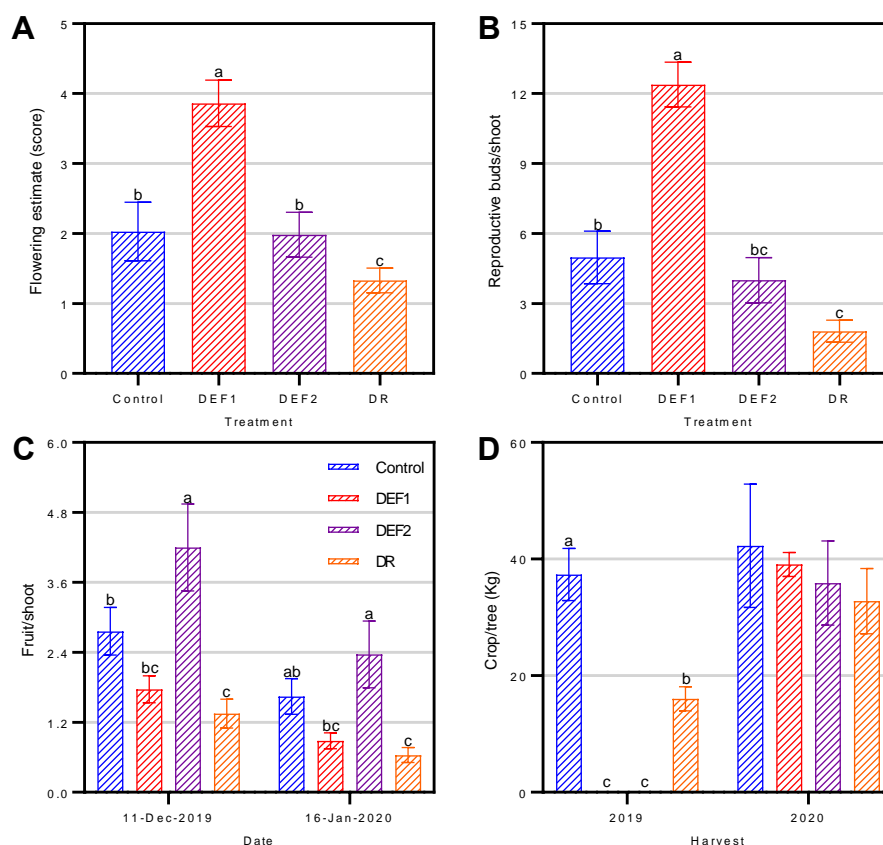 A
Flowering estimate (score)
5
4
3
2
1
0
b
a
b
c
Control DEF1 DEF2 DR
Treatment
B
Reproductive buds/shoot
15
12
9
6
3
0
b
a
bc
c
Control DEF1 DEF2 DR
Treatment
C
Fruit/shoot
6.0
4.8
3.6
2.4
1.2
0.0
Control
DEF1
DEF2
DR
b
bc
a
c
ab
bc
a
c
11-Dec-2019 16-Jan-2020
Date
D
Crop/tree (Kg)
60
40
20
0
a
c
c
b
2019 2020
Harvest